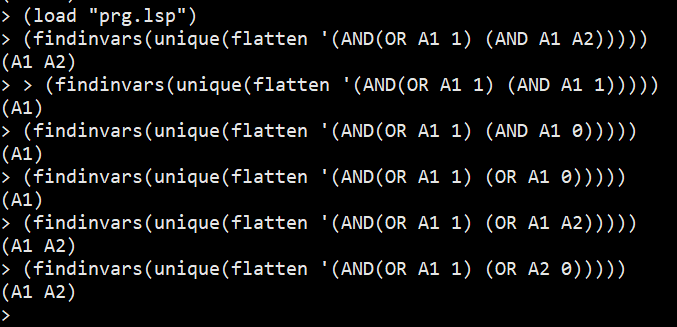 > (load "prg.lsp")
> (findinvars(unique(flatten '(AND(OR A1 1) (AND A1 A2)))))
(A1 A2)
> > (findinvars(unique(flatten '(AND(OR A1 1) (AND A1 1)))))
(A1)
> (findinvars(unique(flatten '(AND(OR A1 1) (AND A1 0)))))
(A1)
> (findinvars(unique(flatten '(AND(OR A1 1) (OR A1 0)))))
(A1)
> (findinvars(unique(flatten '(AND(OR A1 1) (OR A1 A2)))))
(A1 A2)
> (findinvars(unique(flatten '(AND(OR A1 1) (OR A2 0)))))
(A1 A2)
>